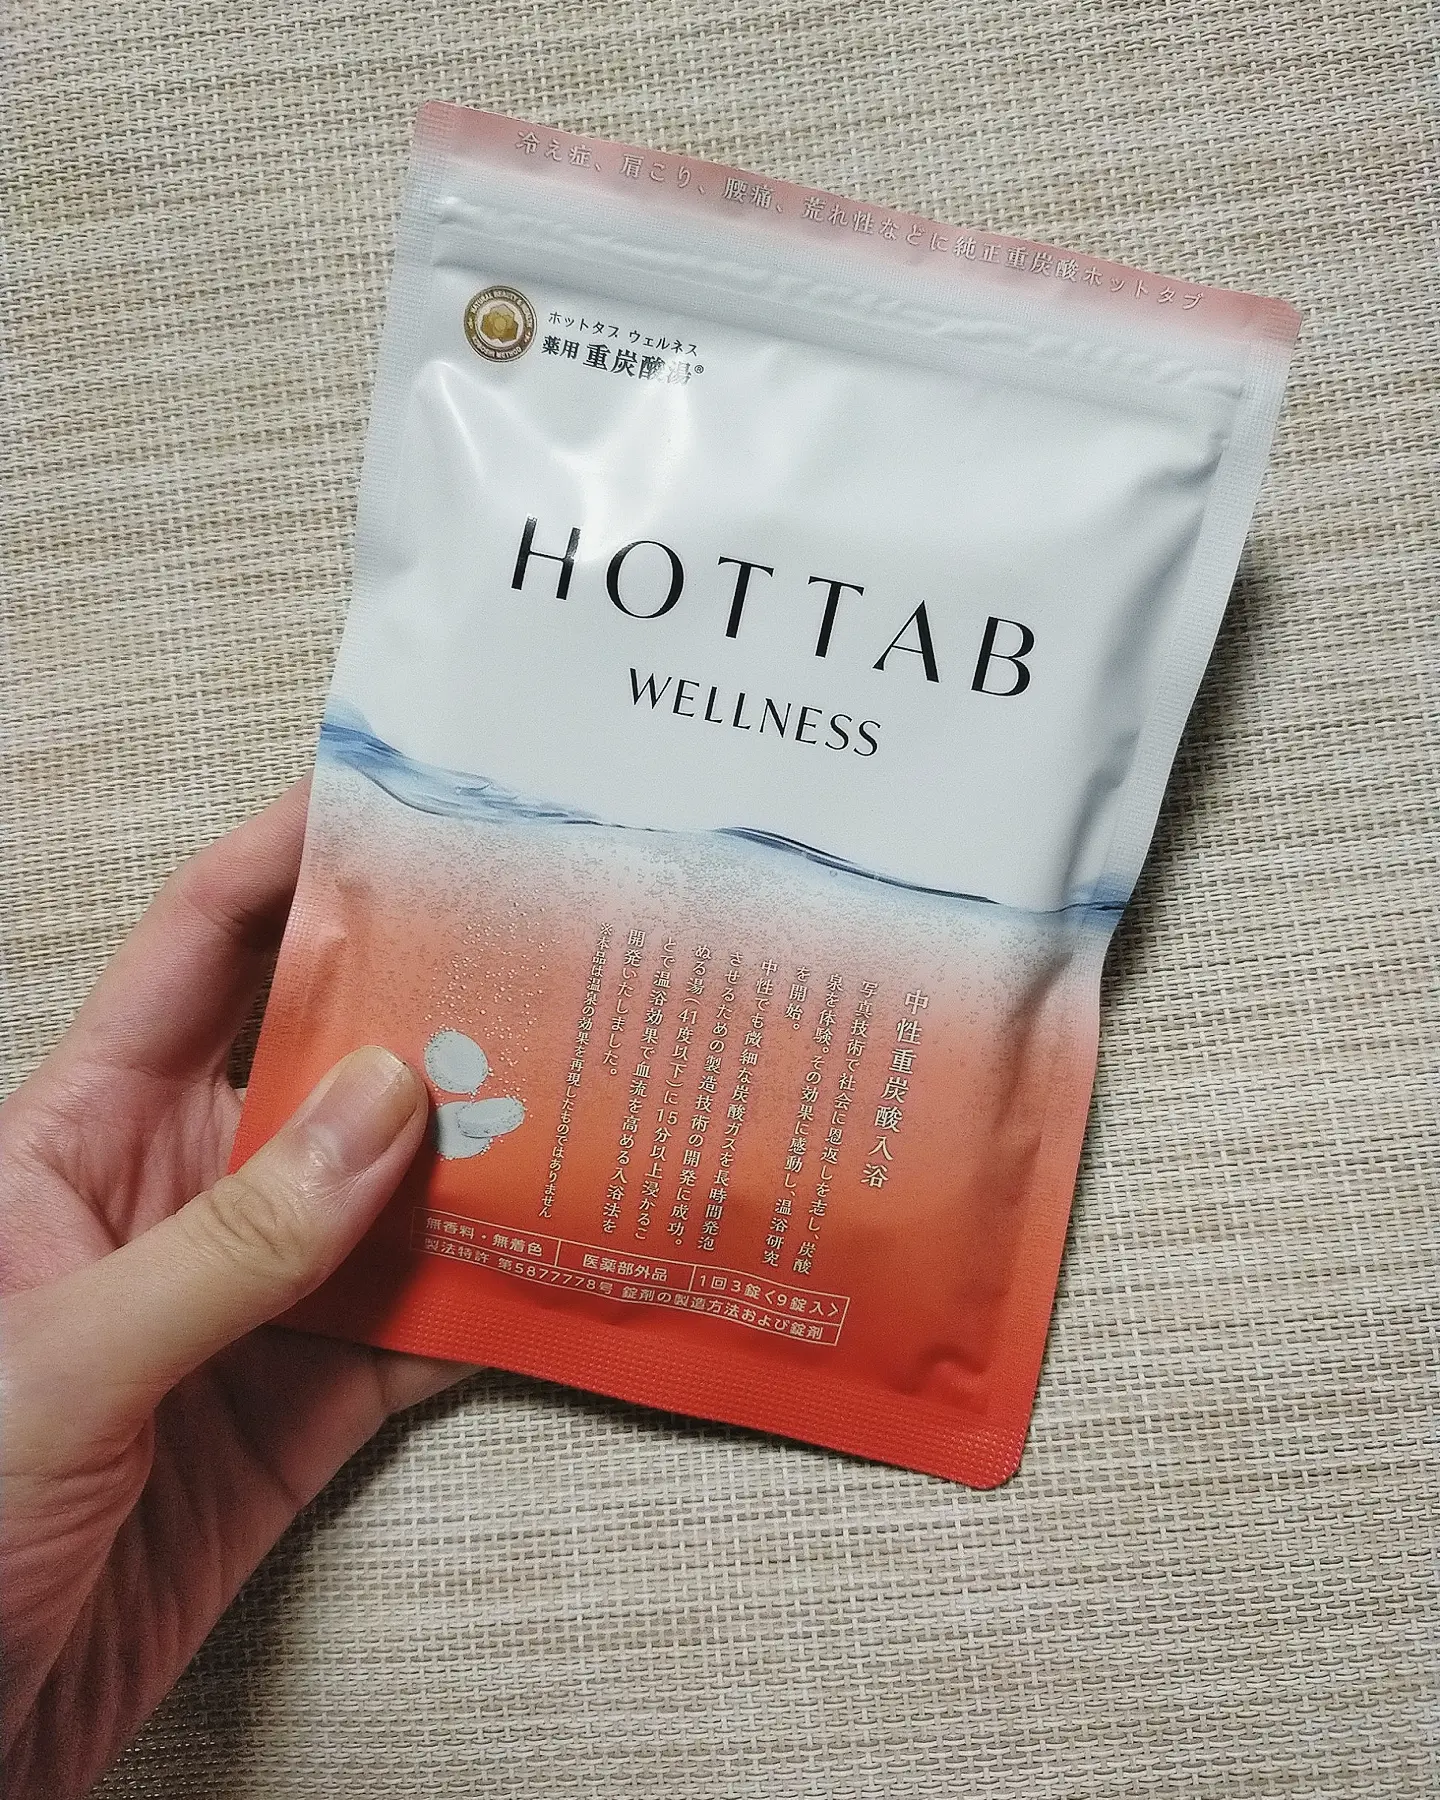 冷え症、肩こり、腰痛、荒れ性などに純正重炭酸ホットタブ
NATURAL BEAUTY &
METHOD
ホットタブ ウェルネス
薬用 重炭酸湯®
HOTTAB
WELLNESS
中性重炭酸入浴
写真技術で社会に恩返しを志し、炭酸
泉を体験。その効果に感動し、温浴研究
を開始。
中性でも微細な炭酸ガスを長時間発泡
させるための製造技術の開発に成功。
ぬる湯(41度以下)に15分以上浸かるこ
とで温浴効果で血流を高める入浴法を
開発いたしました。
※本品は温泉の効果を再現したものではありません
無香料・無着色
医薬部外品
1回3錠<9錠入>
製法特許 第5877778号 錠剤の製造方法および錠剤